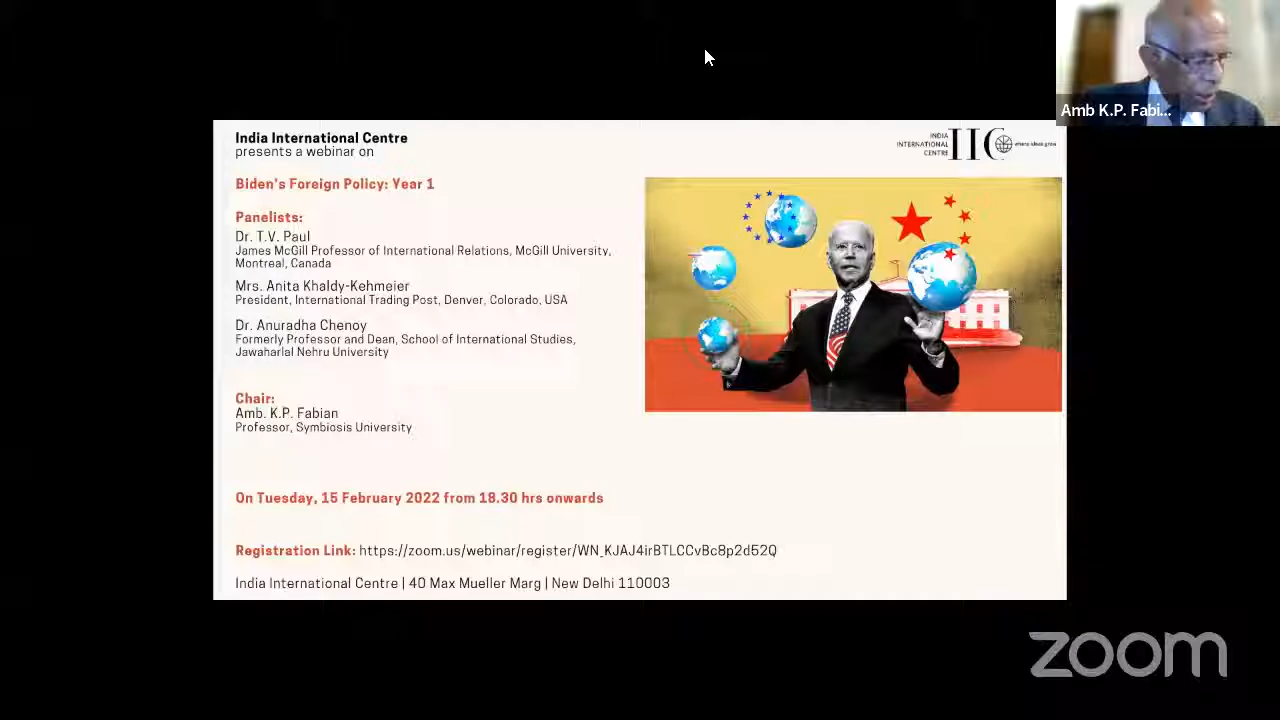 Amb K.P. Fabi...
India International Centre
presents a webinar on
INDIA
INTERNATIONAL
CENTRE
IIC
where ideas grow
Biden's Foreign Policy: Year 1
Panelists:
Dr. T.V. Paul
James McGill Professor of International Relations, McGill University,
Montreal, Canada
Mrs. Anita Khaldy-Kehmeier
President, International Trading Post, Denver, Colorado, USA
Dr. Anuradha Chenoy
Formerly Professor and Dean, School of International Studies,
Jawaharlal Nehru University
Chair:
Amb. K.P. Fabian
Professor, Symbiosis University
On Tuesday, 15 February 2022 from 18.30 hrs onwards
Registration Link: https://zoom.us/webinar/register/WN_KJAJ4irBTLCCvBc8p2d52Q
India International Centre | 40 Max Mueller Marg | New Delhi 110003
zoom